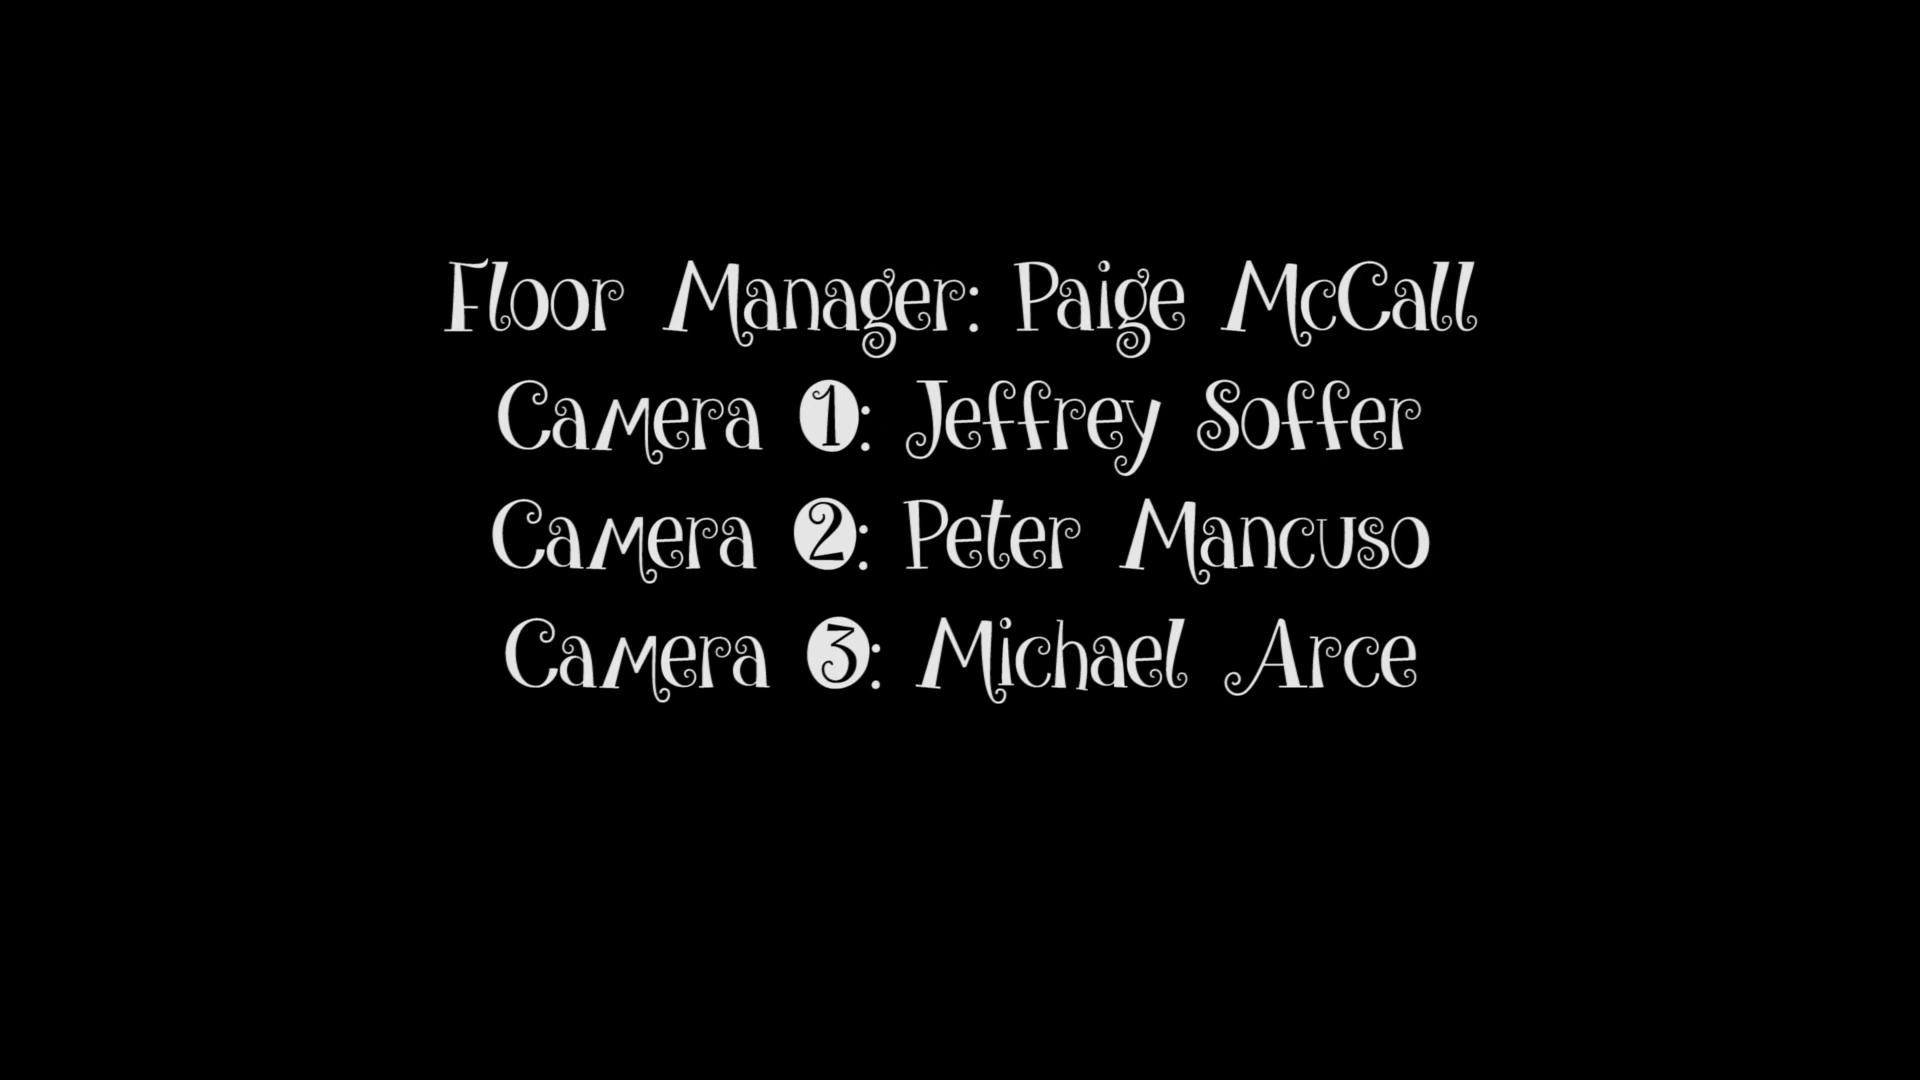 Floor Manager: Paige McCall
Camera 1: Jeffrey Soffer
Camera 2: Peter Mancuso
Camera 3: Michael Arce